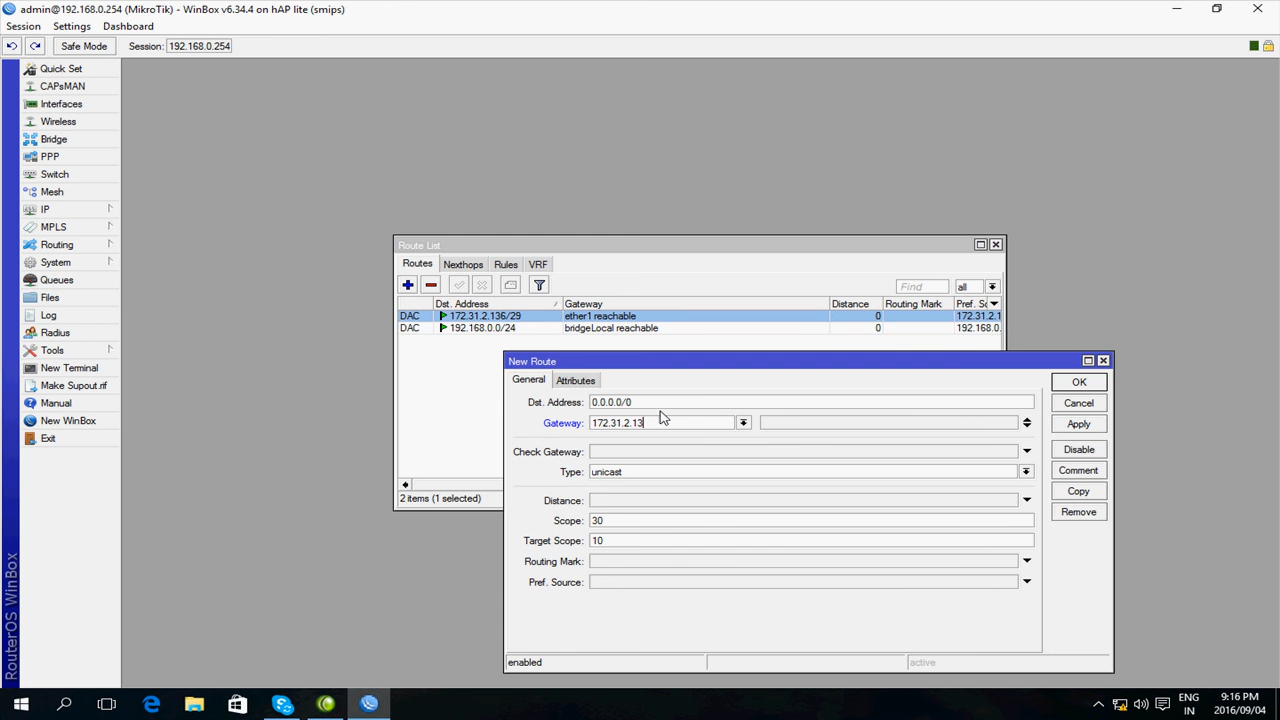 admin@192.168.0.254 (MikroTik) - WinBox v6.34.4 on hAP lite (smips)
Session Settings Dashboard
Safe Mode Session: 192.168.0.254
Quick Set
CAPsMAN
Interfaces
Wireless
Bridge
PPP
Switch
Mesh
IP
MPLS
Routing
System
Queues
Files
Log
Radius
Tools
New Terminal
Make Supout.rif
Manual
New WinBox
Exit
RouterOS WinBox
Route List
Routes Nexthops Rules VRF
Find all
Dst. Address Gateway Distance Routing Mark Pref. S
DAC 172.31.2.136/29 ether1 reachable 0 172.31.2.1
DAC 192.168.0.0/24 bridgeLocal reachable 0 192.168.0.
2 items (1 selected)
New Route
General Attributes
Dst. Address: 0.0.0.0/0
Gateway: 172.31.2.13
Check Gateway:
Type: unicast
Distance:
Scope: 30
Target Scope: 10
Routing Mark:
Pref. Source:
OK
Cancel
Apply
Disable
Comment
Copy
Remove
enabled active
ENG
IN
9:16 PM
2016/09/04